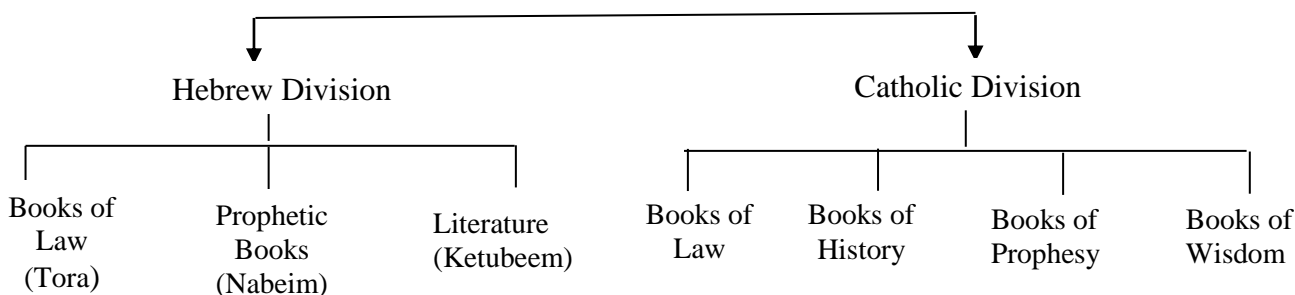 Hebrew Division
Catholic Division
Books of
Law
(Tora)
Prophetic
Books
(Nabeim)
Literature
(Ketubeem)
Books of
Law
Books of
History
Books of
Prophesy
Books of
Wisdom